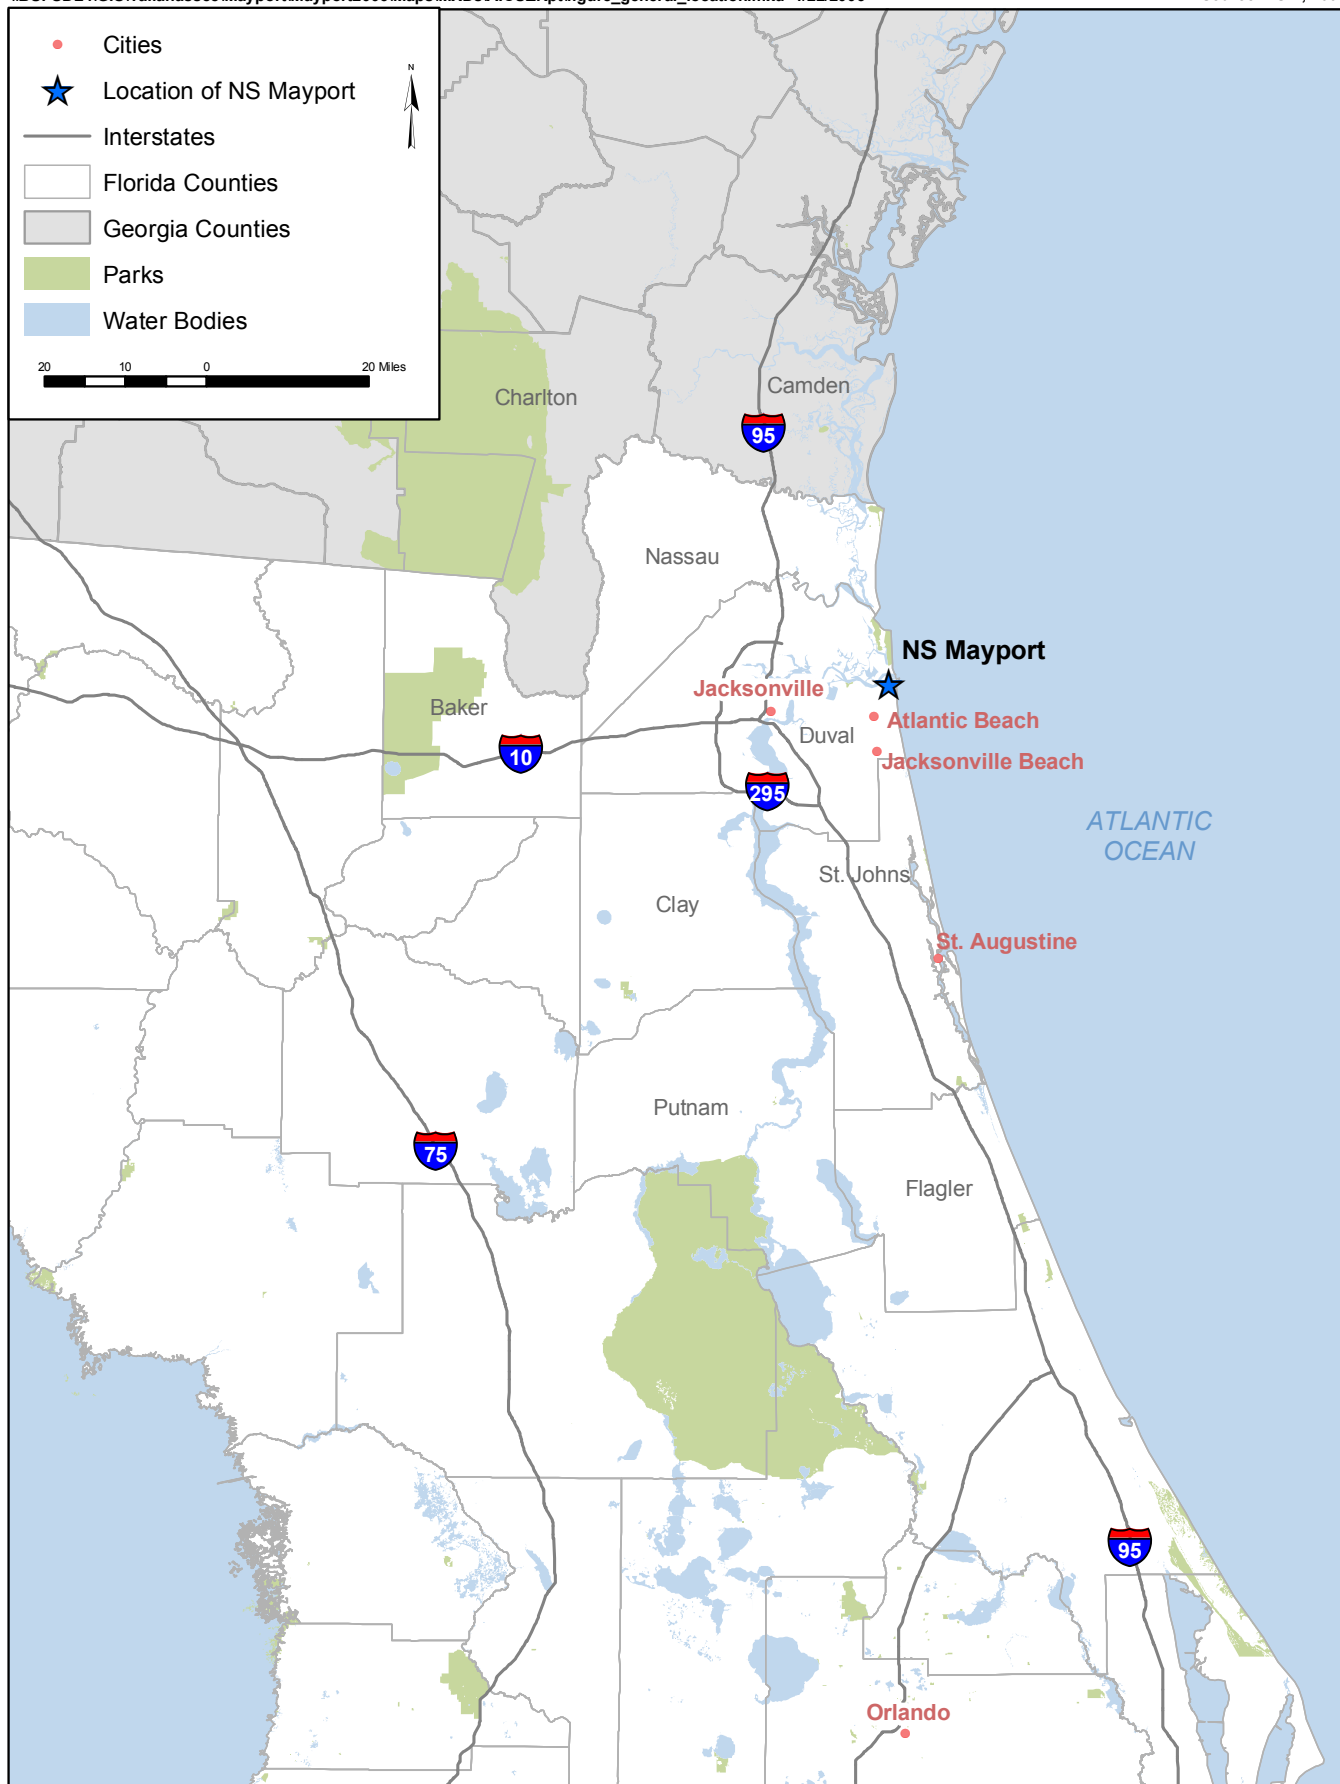 Cities
Location of NS Mayport
Interstates
Florida Counties
Georgia Counties
Parks
Water Bodies
N
20 10 0 20 Miles
Charlton
Camden
95
Nassau
NS Mayport
Jacksonville
Baker
Atlantic Beach
Duval
10
Jacksonville Beach
295
ATLANTIC
OCEAN
St. Johns
Clay
St. Augustine
Putnam
75
Flagler
95
Orlando